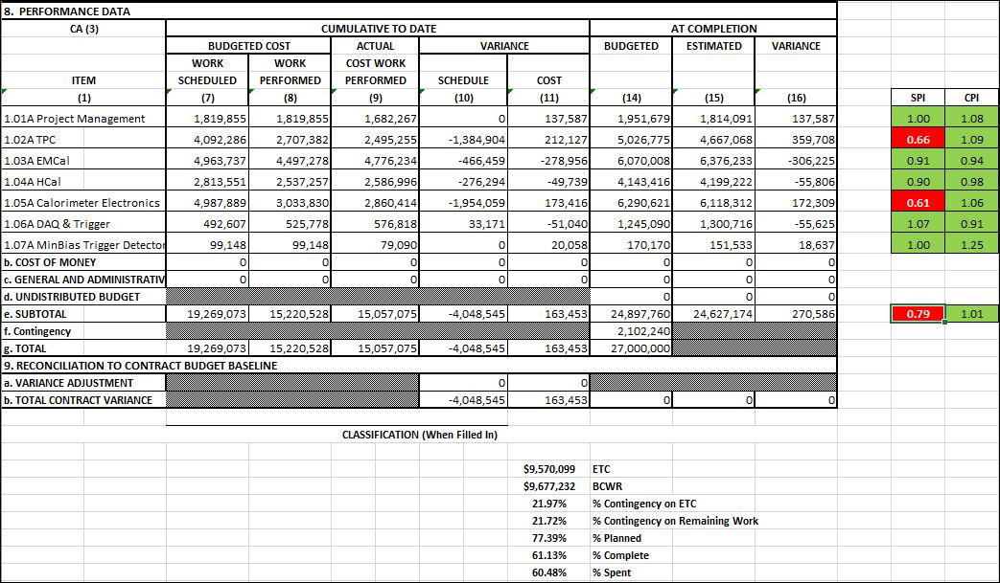 8. PERFORMANCE DATA
CA (3) CUMULATIVE TO DATE AT COMPLETION
BUDGETED COST ACTUAL VARIANCE BUDGETED ESTIMATED VARIANCE
WORK WORK COST WORK
ITEM SCHEDULED PERFORMED PERFORMED SCHEDULE COST
(1) (7) (8) (9) (10) (11) (14) (15) (16) SPI CPI
1.01A Project Management 1,819,855 1,819,855 1,682,267 0 137,587 1,951,679 1,814,091 137,587 1.00 1.08
1.02A TPC 4,092,286 2,707,382 2,495,255 -1,384,904 212,127 5,026,775 4,667,068 359,708 0.66 1.09
1.03A EMCal 4,963,737 4,497,278 4,776,234 -466,459 -278,956 6,070,008 6,376,233 -306,225 0.91 0.94
1.04A HCal 2,813,551 2,537,257 2,586,996 -276,294 -49,739 4,143,416 4,199,222 -55,806 0.90 0.98
1.05A Calorimeter Electronics 4,987,889 3,033,830 2,860,414 -1,954,059 173,416 6,290,621 6,118,312 172,309 0.61 1.06
1.06A DAQ & Trigger 492,607 525,778 576,818 33,171 -51,040 1,245,090 1,300,716 -55,625 1.07 0.91
1.07A MinBias Trigger Detector 99,148 99,148 79,090 0 20,058 170,170 151,533 18,637 1.00 1.25
b. COST OF MONEY 0 0 0 0 0 0 0 0
c. GENERAL AND ADMINISTRATIV 0 0 0 0 0 0 0 0
d. UNDISTRIBUTED BUDGET 0 0 0
e. SUBTOTAL 19,269,073 15,220,528 15,057,075 -4,048,545 163,453 24,897,760 24,627,174 270,586 0.79 1.01
f. Contingency 2,102,240
g. TOTAL 19,269,073 15,220,528 15,057,075 -4,048,545 163,453 27,000,000
9. RECONCILIATION TO CONTRACT BUDGET BASELINE
a. VARIANCE ADJUSTMENT 0 0
b. TOTAL CONTRACT VARIANCE -4,048,545 163,453 0 0 0
CLASSIFICATION (When Filled In)
$9,570,099 ETC
$9,677,232 BCWR
21.97% % Contingency on ETC
21.72% % Contingency on Remaining Work
77.39% % Planned
61.13% % Complete
60.48% % Spent